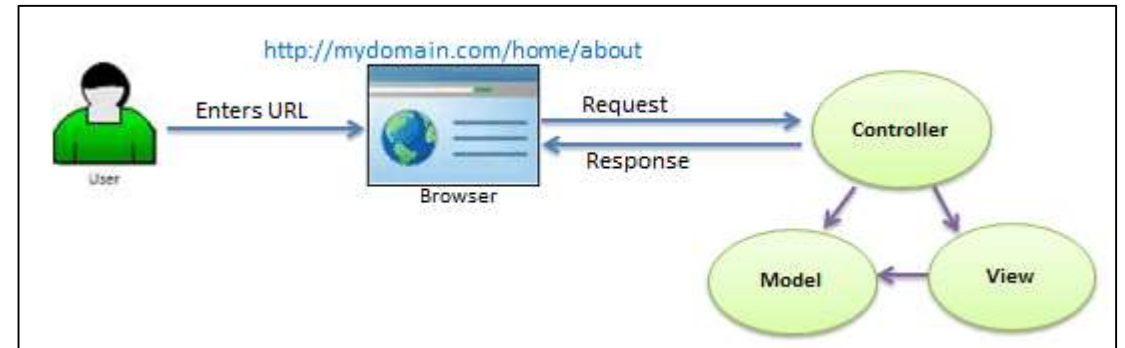 http://mydomain.com/home/about
Enters URL
Request
Controller
Response
User
Browser
Model
View